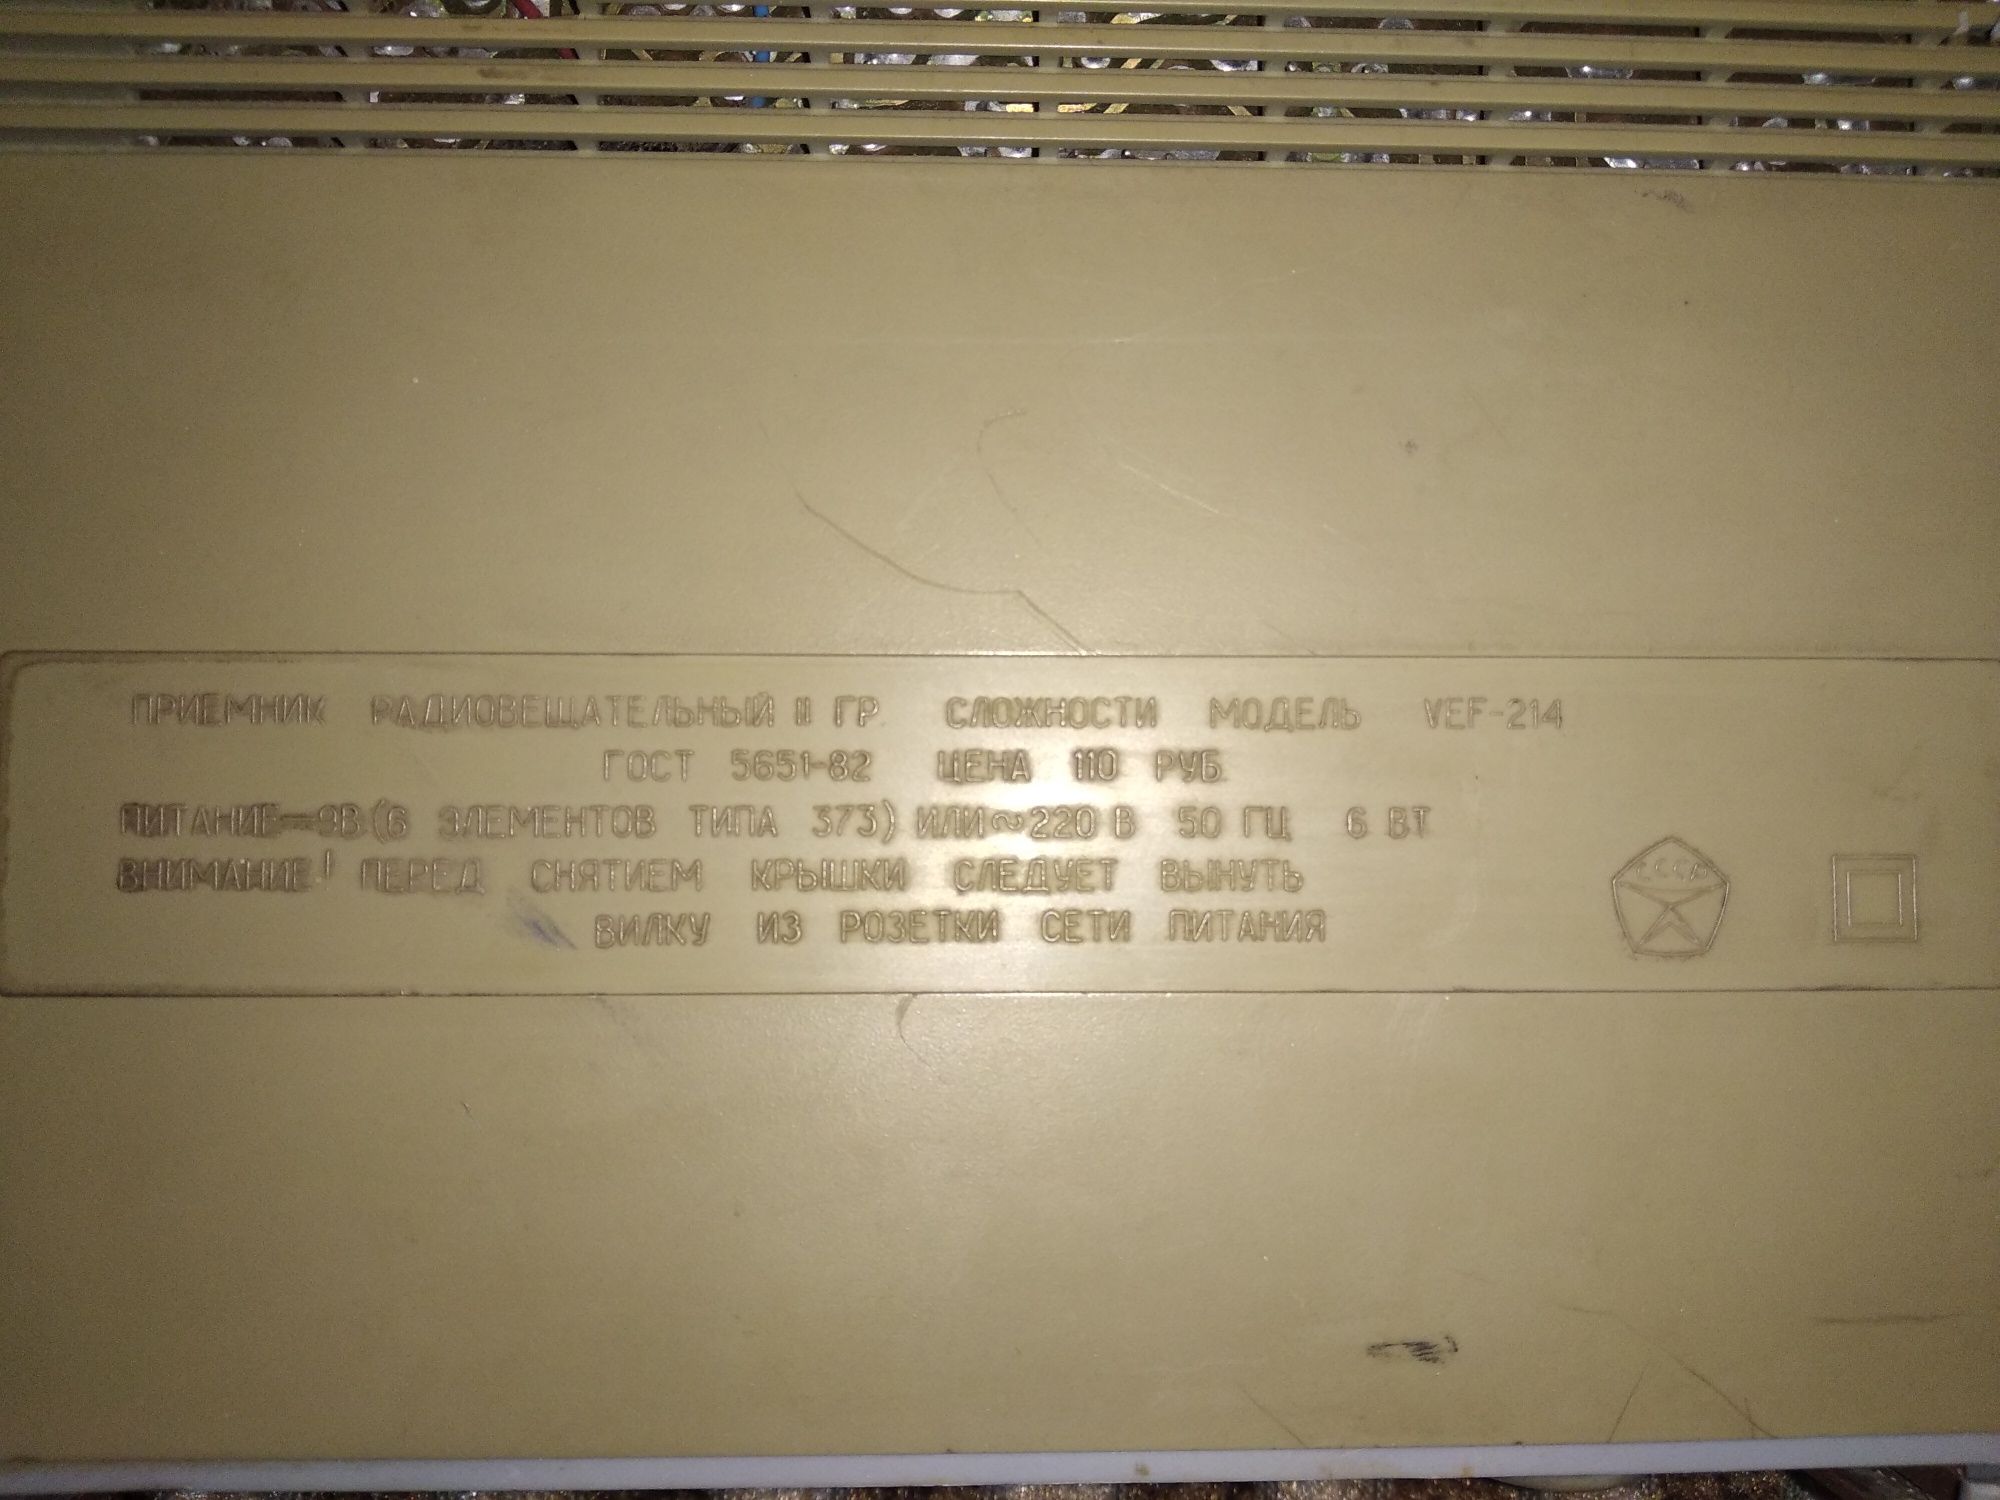 ПРИЕМНИК РАДИОВЕЩАТЕЛЬНЫЙ II ГР СЛОЖНОСТИ МОДЕЛЬ VEF-214
ГОСТ 5651-82 ЦЕНА 110 РУБ
ПИТАНИЕ⎓9В (6 ЭЛЕМЕНТОВ ТИПА 373) ИЛИ ~ 220 В 50 ГЦ 6 ВТ
ВНИМАНИЕ! ПЕРЕД СНЯТИЕМ КРЫШКИ СЛЕДУЕТ ВЫНУТЬ
ВИЛКУ ИЗ РОЗЕТКИ СЕТИ ПИТАНИЯ
СССР